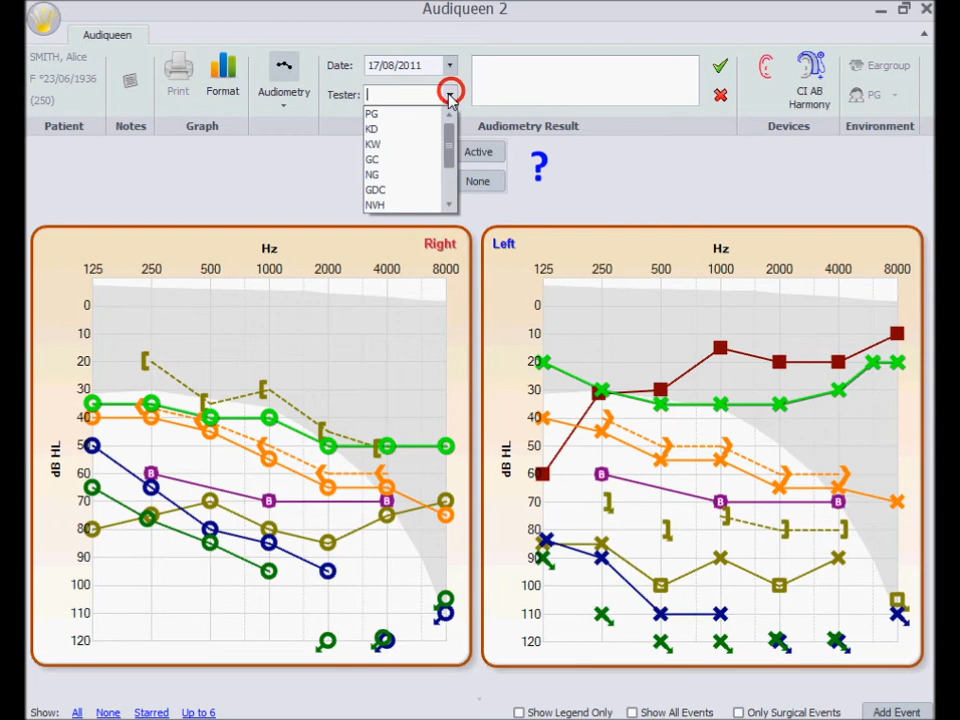 Audiqueen 2
Audiqueen
SMITH, Alice
F °23/06/1936
(250)
Patient
Notes
Print
Format
Graph
Audiometry
Date: 17/08/2011
Tester:
PG
KD
KW
GC
NG
GDC
NVH
Audiometry Result
CI AB
Harmony
Devices
Eargroup
PG
Environment
Active
None
?
Hz Right
125 250 500 1000 2000 4000 8000
0
10
20
30
40
50
60
70
80
90
100
110
120
dB HL
B B B
Left Hz
125 250 500 1000 2000 4000 8000
0
10
20
30
40
50
60
70
80
90
100
110
120
dB HL
B B B
Show: All None Starred Up to 6
Show Legend Only Show All Events Only Surgical Events Add Event